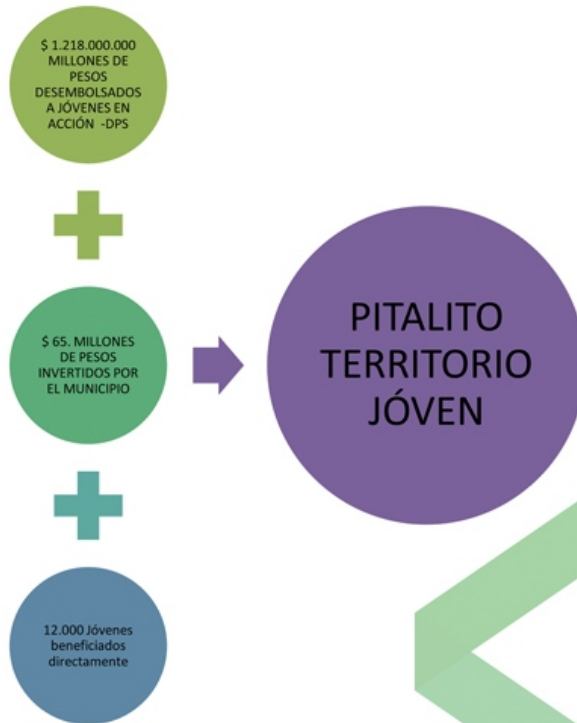 $ 1.218.000.000
MILLONES DE
PESOS
DESEMBOLSADOS
A JÓVENES EN
ACCIÓN -DPS
$ 65. MILLONES
DE PESOS
INVERTIDOS POR
EL MUNICIPIO
12.000 Jóvenes
beneficiados
directamente
PITALITO
TERRITORIO
JÓVEN